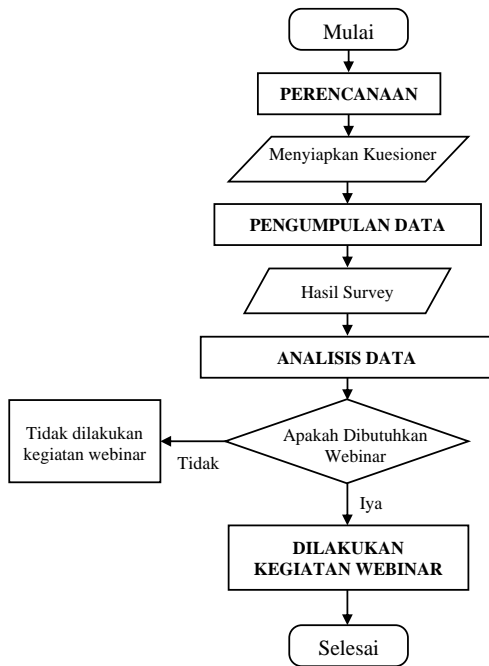 Mulai
PERENCANAAN
Menyiapkan Kuesioner
PENGUMPULAN DATA
Hasil Survey
ANALISIS DATA
Apakah Dibutuhkan
Webinar
Tidak
Tidak dilakukan
kegiatan webinar
Iya
DILAKUKAN
KEGIATAN WEBINAR
Selesai